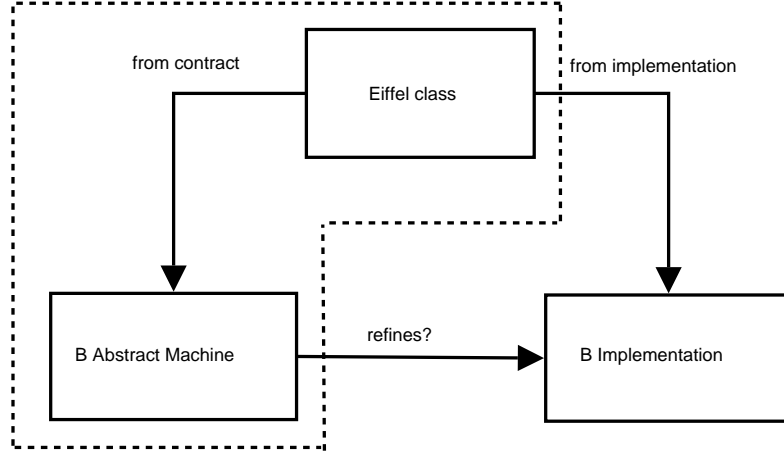 from contract
Eiffel class
from implementation
B Abstract Machine
refines?
B Implementation